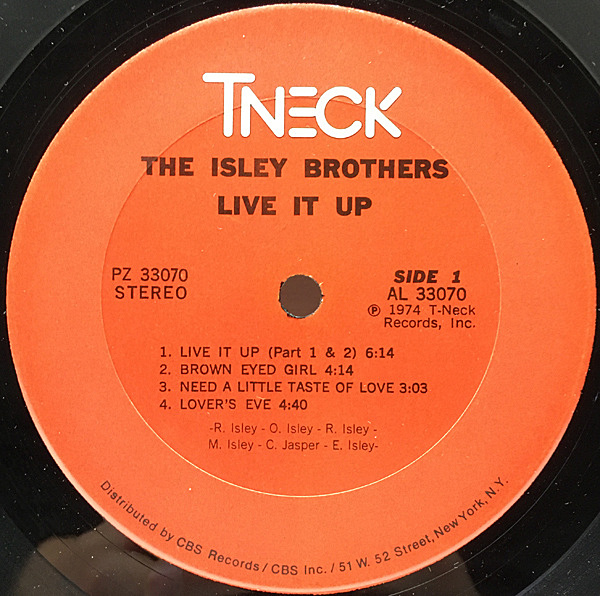 TNECK
THE ISLEY BROTHERS
LIVE IT UP
PZ 33070
STEREO
SIDE 1
AL 33070
℗ 1974 T-Neck
Records, Inc.
1. LIVE IT UP (Part 1 & 2) 6:14
2. BROWN EYED GIRL 4:14
3. NEED A LITTLE TASTE OF LOVE 3:03
4. LOVER'S EVE 4:40
-R. Isley - O. Isley - R. Isley -
M. Isley - C. Jasper - E. Isley-
Distributed by CBS Records / CBS Inc. / 51 W. 52 Street, New York, N.Y.